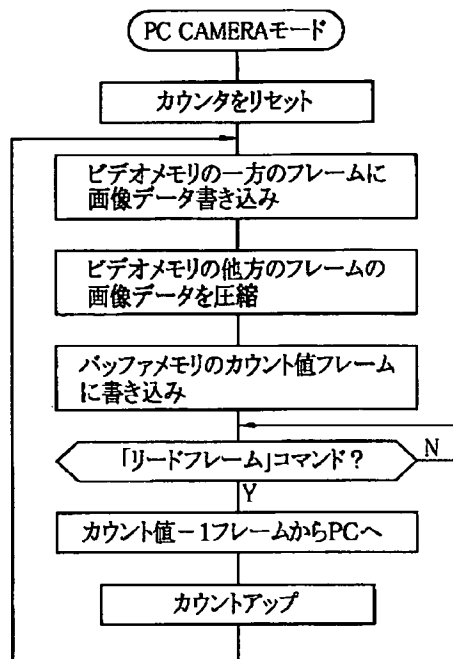 PC CAMERAモード
カウンタをリセット
ビデオメモリの一方のフレームに
画像データ書き込み
ビデオメモリの他方のフレームの
画像データを圧縮
バッファメモリのカウント値フレーム
に書き込み
「リードフレーム」コマンド？
N
Y
カウント値－1フレームからPCへ
カウントアップ